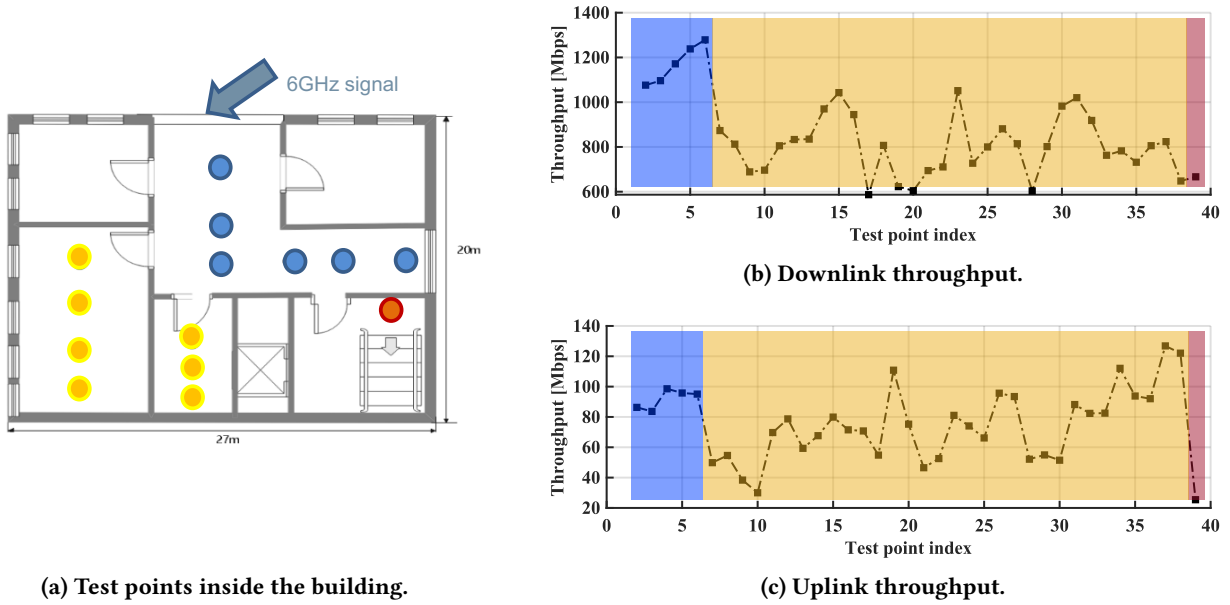 6GHz signal
20m
27m
(a) Test points inside the building.
Throughput [Mbps]
1400
1200
1000
800
600
0 5 10 15 20 25 30 35 40
Test point index
(b) Downlink throughput.
Throughput [Mbps]
140
120
100
80
60
40
20
0 5 10 15 20 25 30 35 40
Test point index
(c) Uplink throughput.